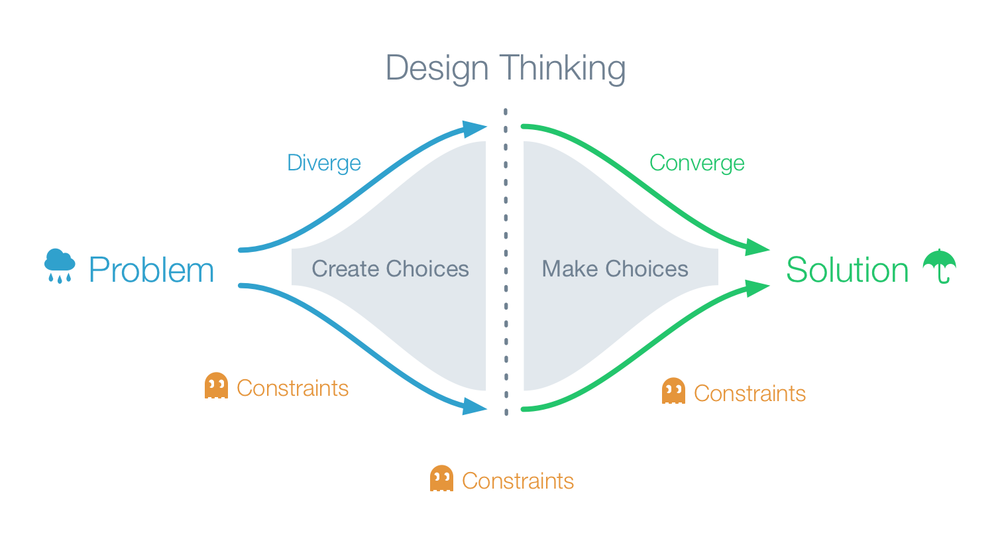 Design Thinking
Diverge
Converge
Problem
Create Choices
Make Choices
Solution
Constraints
Constraints
Constraints